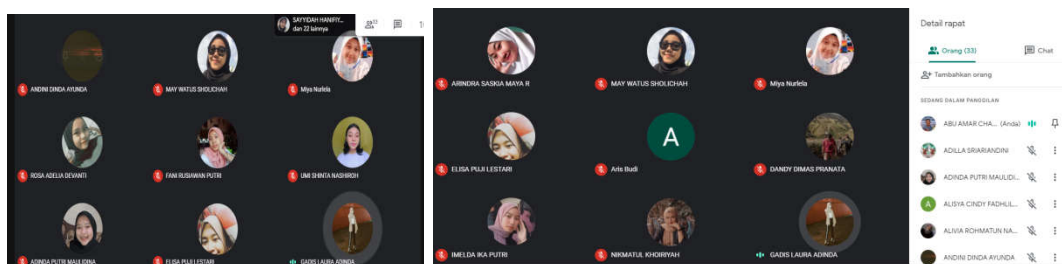 SAYYIDAH HANIFIY...
dan 22 lainnya
22
ANDINI DINDA AYUNDA
MAY WATUS SHOLICHAH
Miya Nurlela
ROSA ADELIA DEVANTI
FANI RUSIAWAN PUTRI
UMI SHINTA NASHIROH
ADINDA PUTRI MAULIDINA
ELISA PUJI LESTARI
GADIS LAURA ADINDA
ARINDRA SASKIA MAYA R
MAY WATUS SHOLICHAH
Miya Nurlela
ELISA PUJI LESTARI
A
Aris Budi
DANDY DIMAS PRANATA
IMELDA IKA PUTRI
NIKMATUL KHOIRIYAH
GADIS LAURA ADINDA
Detail rapat
Orang (33)
Chat
Tambahkan orang
SEDANG DALAM PANGGILAN
ABU AMAR CHA... (Anda)
ADILLA SRIARIANDINI
ADINDA PUTRI MAULIDI...
A
ALISYA CINDY FADHLIL...
ALIVIA ROHMATUN NA...
ANDINI DINDA AYUNDA